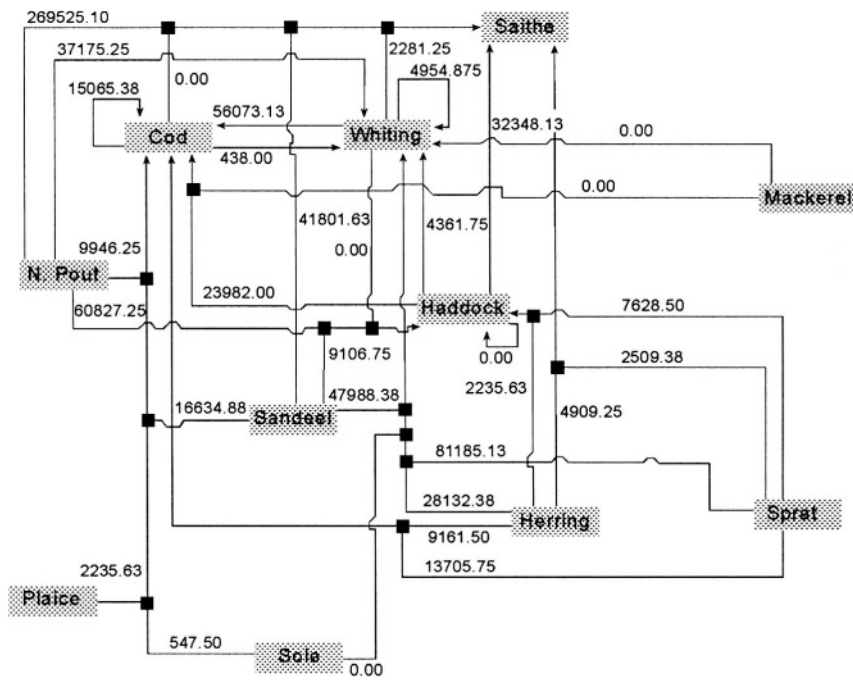 269525.10
Saithe
37175.25
2281.25
4954.875
15065.38
0.00
56073.13
Cod
Whiting
32348.13
0.00
438.00
0.00
Mackerel
41801.63
4361.75
0.00
9946.25
N. Pout
23982.00
Haddock
60827.25
7628.50
9106.75
0.00
2509.38
2235.63
47988.38
16634.88
Sandeel
4909.25
81185.13
28132.38
Herring
Sprat
9161.50
13705.75
2235.63
Plaice
547.50
Sole
0.00